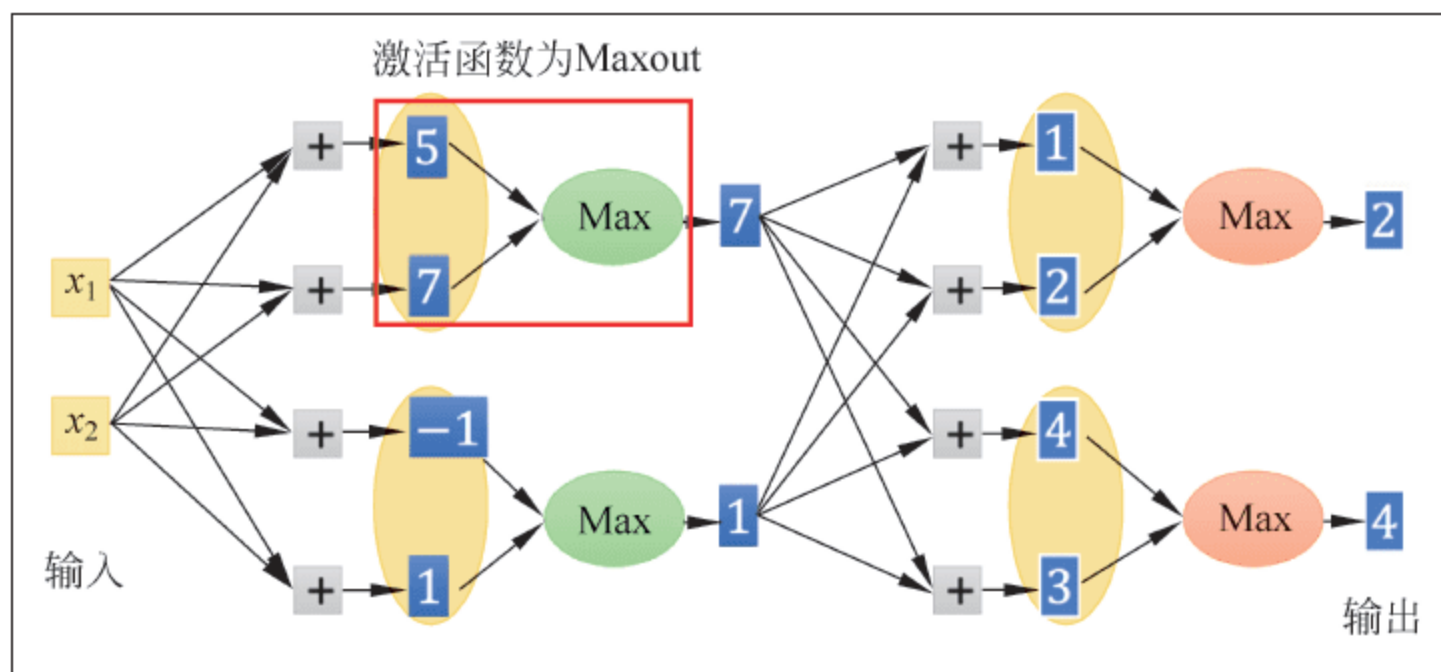 激活函数为Maxout
+ 5 + 1
Max 7 Max 2
x₁ + 7 + 2
x₂ + −1 + 4
Max 1 Max 4
输入 + 1 + 3 输出